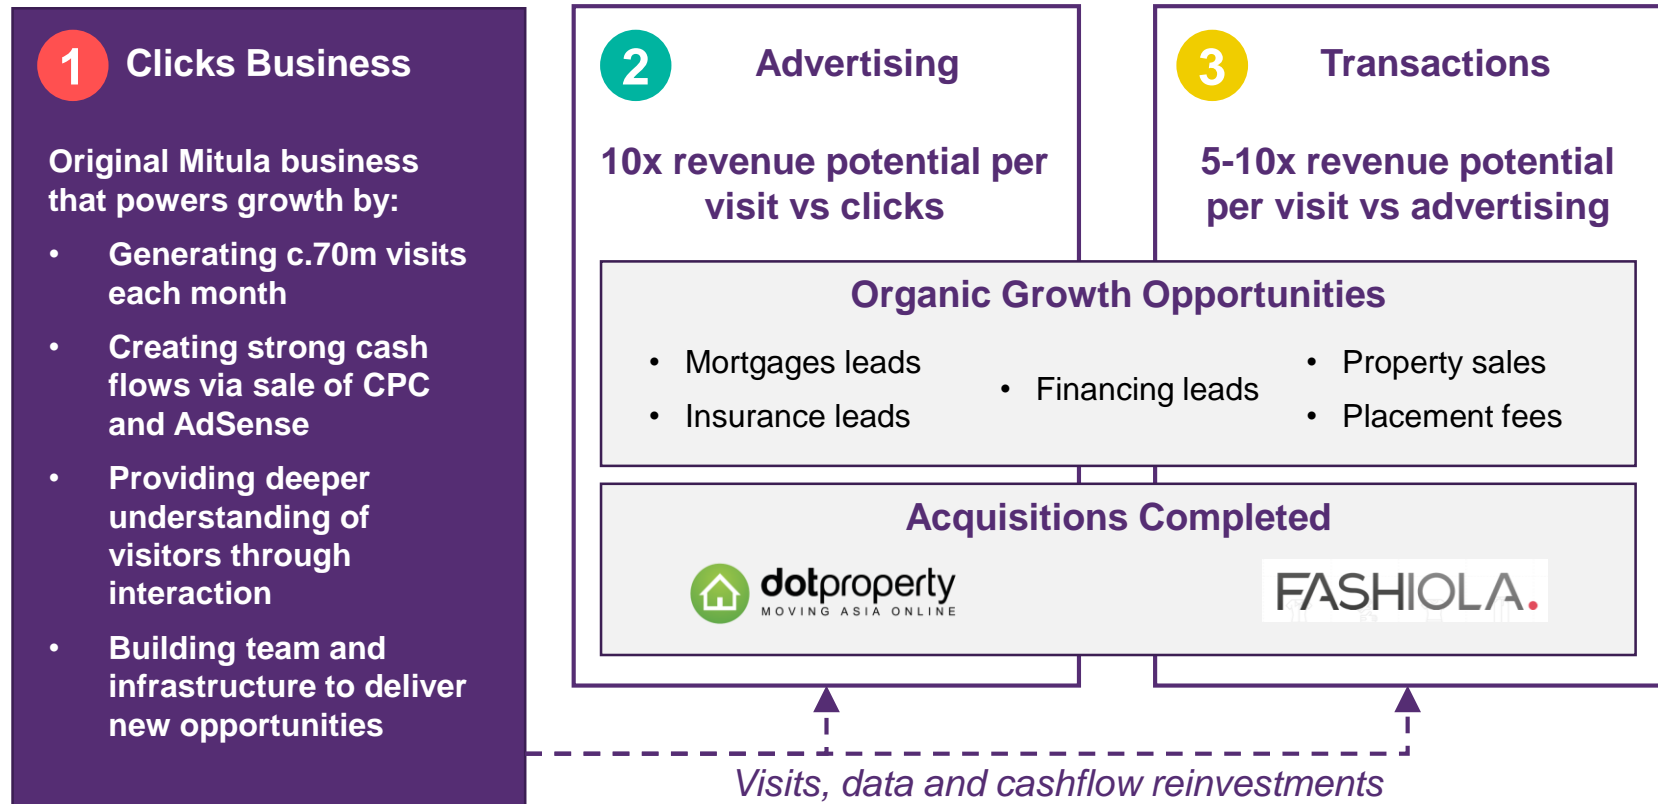 1 Clicks Business
Original Mitula business
that powers growth by:
• Generating c.70m visits
each month
• Creating strong cash
flows via sale of CPC
and AdSense
• Providing deeper
understanding of
visitors through
interaction
• Building team and
infrastructure to deliver
new opportunities
2 Advertising
10x revenue potential per
visit vs clicks
3 Transactions
5-10x revenue potential
per visit vs advertising
Organic Growth Opportunities
• Mortgages leads
• Insurance leads
• Financing leads
• Property sales
• Placement fees
Acquisitions Completed
dotproperty
MOVING ASIA ONLINE
FASHIOLA.
Visits, data and cashflow reinvestments